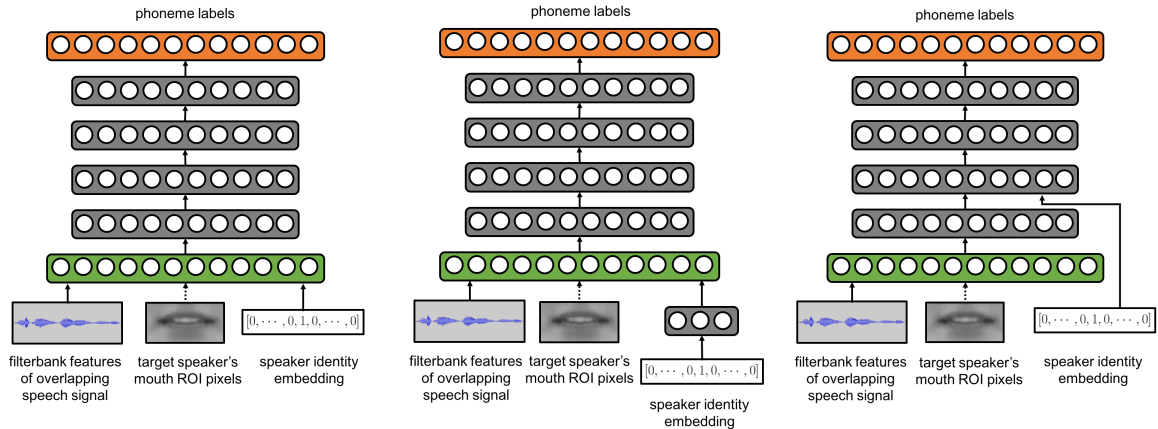 phoneme labels
filterbank features
of overlapping
speech signal
target speaker's
mouth ROI pixels
[0, ··· , 0, 1, 0, ··· , 0]
speaker identity
embedding
phoneme labels
filterbank features
of overlapping
speech signal
target speaker's
mouth ROI pixels
[0, ··· , 0, 1, 0, ··· , 0]
speaker identity
embedding
phoneme labels
filterbank features
of overlapping
speech signal
target speaker's
mouth ROI pixels
[0, ··· , 0, 1, 0, ··· , 0]
speaker identity
embedding